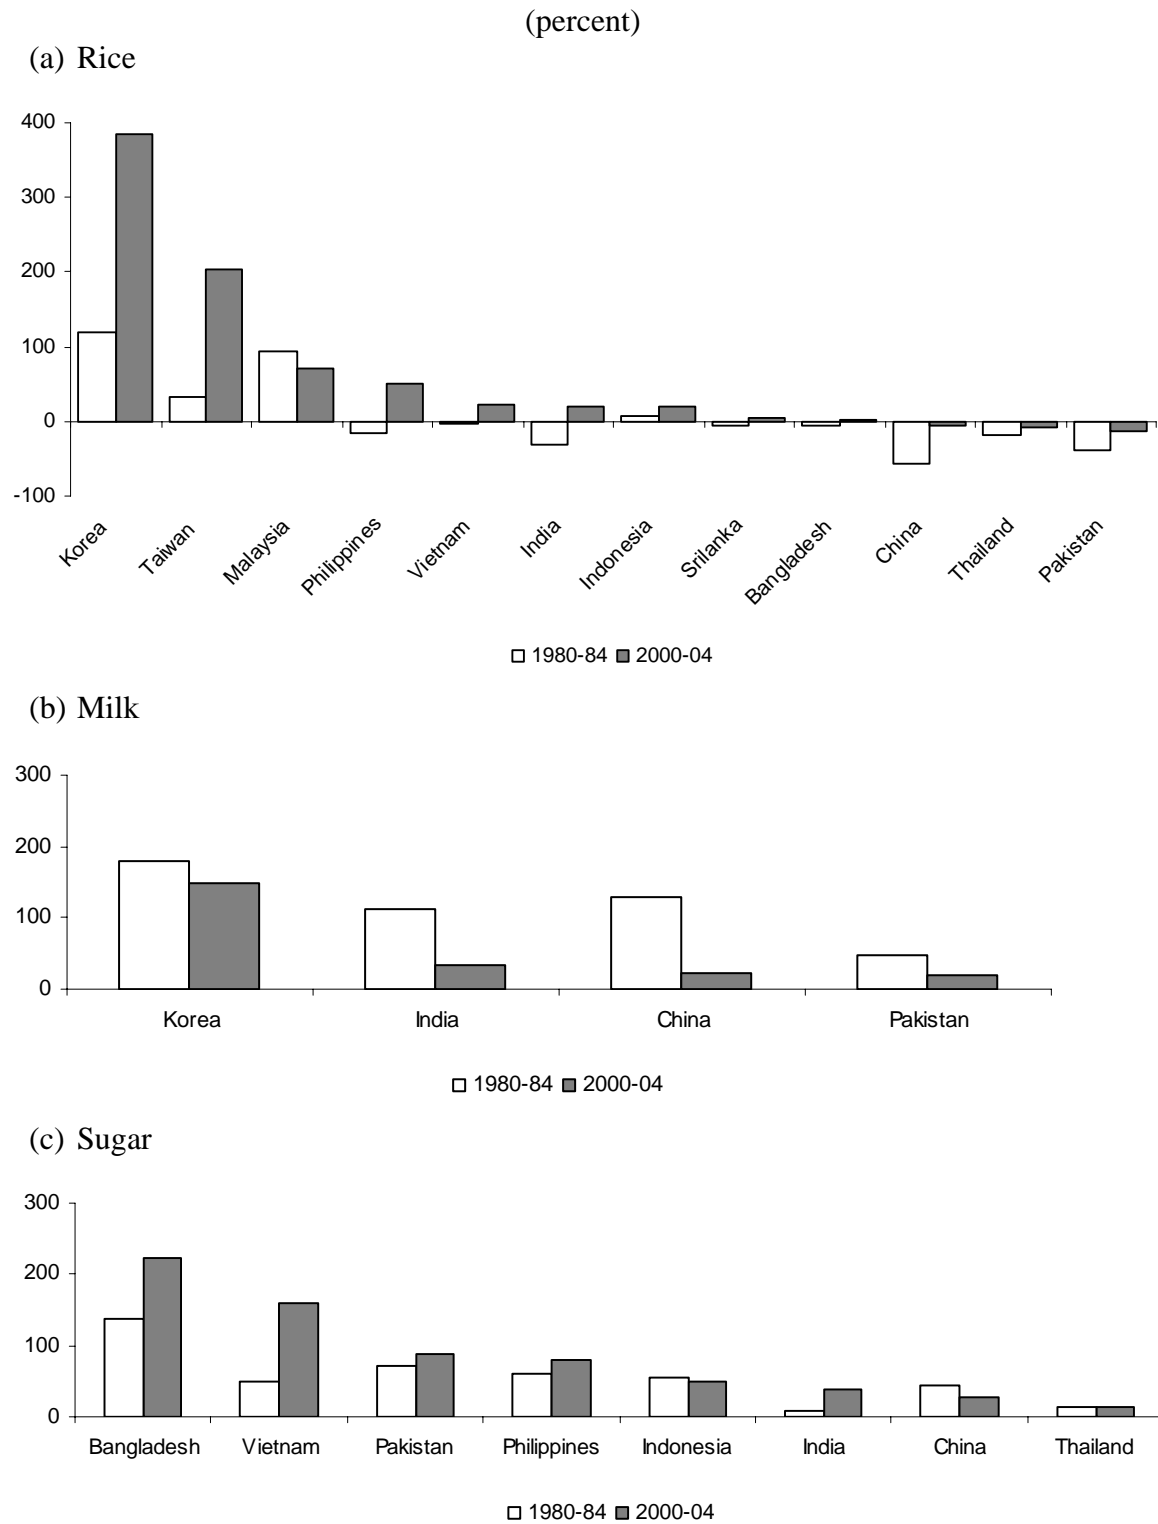 (percent)
(a) Rice
400
300
200
100
0
-100
Korea
Taiwan
Malaysia
Philippines
Vietnam
India
Indonesia
Srilanka
Bangladesh
China
Thailand
Pakistan
1980-84 2000-04
(b) Milk
300
200
100
0
Korea India China Pakistan
1980-84 2000-04
(c) Sugar
300
200
100
0
Bangladesh Vietnam Pakistan Philippines Indonesia India China Thailand
1980-84 2000-04